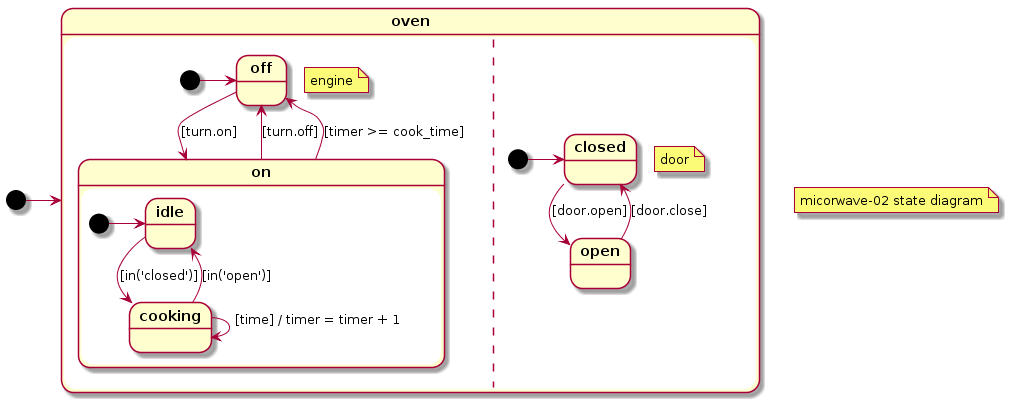 oven
off
engine
[turn.on]
[turn.off]
[timer >= cook_time]
on
idle
[in('closed')]
[in('open')]
cooking
[time] / timer = timer + 1
closed
door
[door.open]
[door.close]
open
micorwave-02 state diagram